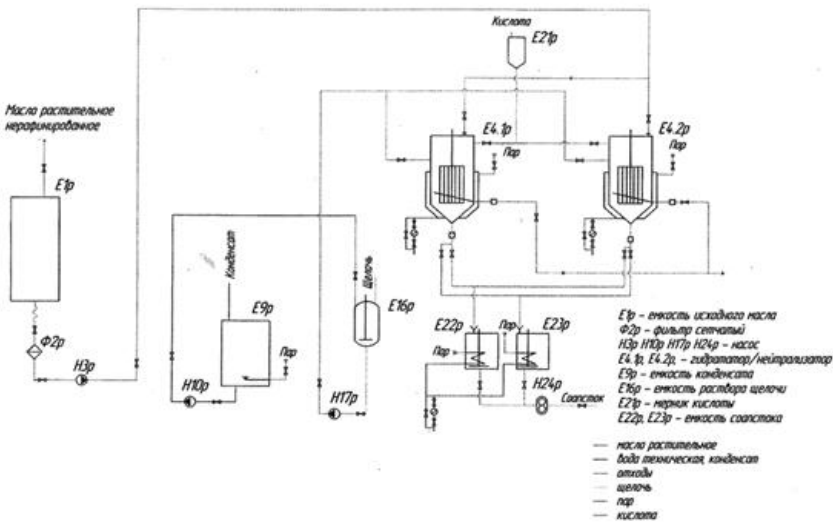 Кислота
Е21р
Масло растительное
нерафинированное
Е1р
Е4.1р
Пар
Е4.2р
Пар
Конденсат
Щелочь
Е9р
Е16р
Пар
Ф2р
Н3р
Н10р
Н17р
Е22р
Пар
Е23р
Пар
Н24р
Соапсток
Е1р – емкость исходного масла
Ф2р – фильтр сетчатый
Н3р Н10р Н17р Н24р – насос
Е4.1р, Е4.2р, – гидрататор/нейтрализатор
Е9р – емкость конденсата
Е16р – емкость раствора щелочи
Е21р – мерник кислоты
Е22р, Е23р – емкость соапстока
масло растительное
вода техническая, конденсат
отходы
щелочь
пар
кислота